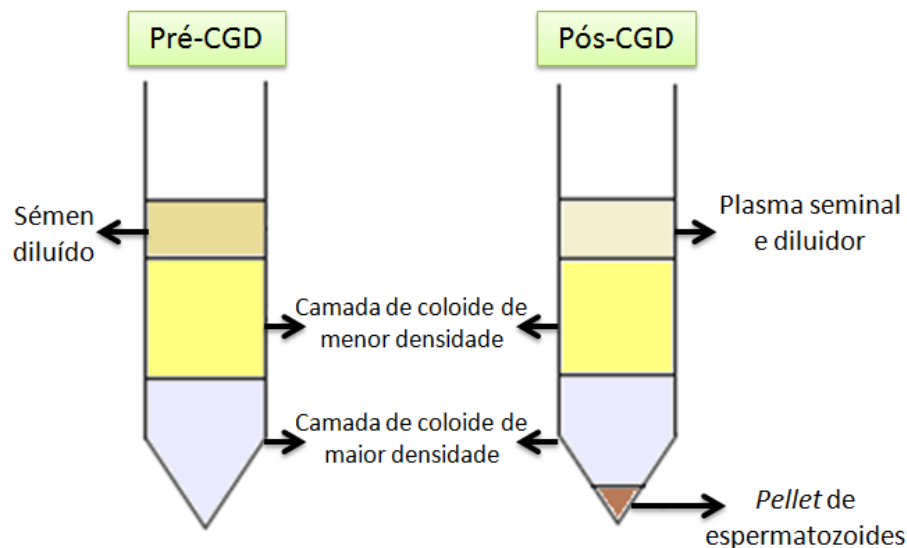 Pré-CGD
Pós-CGD
Sémen
diluído
Plasma seminal
e diluidor
Camada de coloide de
menor densidade
Camada de coloide de
maior densidade
Pellet de
espermatozoides